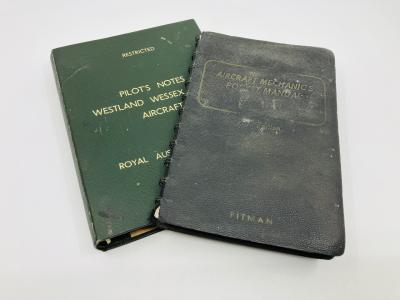 RESTRICTED
PILOT'S NOTES
WESTLAND WESSEX
AIRCRAFT
ROYAL AUS
AIRCRAFT MECHANICS
POCKET MANUAL
PITMAN